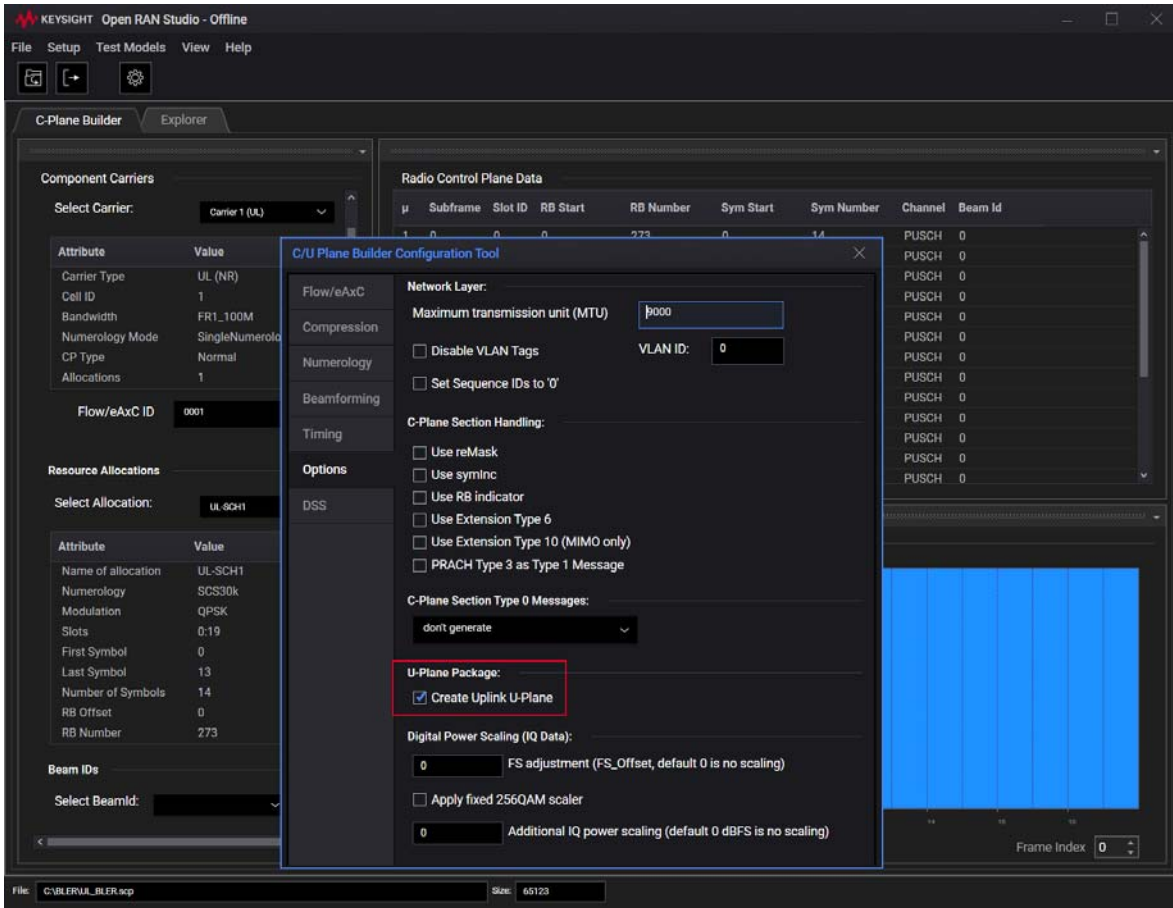 KEYSIGHT Open RAN Studio - Offline
File Setup Test Models View Help
C-Plane Builder Explorer
Component Carriers
Select Carrier: Carrier 1 (UL)
Attribute Value
Carrier Type UL (NR)
Cell ID 1
Bandwidth FR1_100M
Numerology Mode SingleNumerolo
CP Type Normal
Allocations 1
Flow/eAxC ID 0001
Resource Allocations
Select Allocation: UL-SCH1
Attribute Value
Name of allocation UL-SCH1
Numerology SCS30k
Modulation QPSK
Slots 0:19
First Symbol 0
Last Symbol 13
Number of Symbols 14
RB Offset 0
RB Number 273
Beam IDs
Select BeamId:
Radio Control Plane Data
μ Subframe Slot ID RB Start RB Number Sym Start Sym Number Channel Beam Id
1 0 0 0 273 0 14 PUSCH 0
PUSCH 0
PUSCH 0
PUSCH 0
PUSCH 0
PUSCH 0
PUSCH 0
PUSCH 0
PUSCH 0
PUSCH 0
PUSCH 0
PUSCH 0
PUSCH 0
C/U Plane Builder Configuration Tool
Flow/eAxC
Compression
Numerology
Beamforming
Timing
Options
DSS
Network Layer:
Maximum transmission unit (MTU) 9000
Disable VLAN Tags VLAN ID: 0
Set Sequence IDs to '0'
C-Plane Section Handling:
Use reMask
Use symInc
Use RB indicator
Use Extension Type 6
Use Extension Type 10 (MIMO only)
PRACH Type 3 as Type 1 Message
C-Plane Section Type 0 Messages:
don't generate
U-Plane Package:
Create Uplink U-Plane
Digital Power Scaling (IQ Data):
0 FS adjustment (FS_Offset, default 0 is no scaling)
Apply fixed 256QAM scaler
0 Additional IQ power scaling (default 0 dBFS is no scaling)
Frame Index 0
File: C:\BLER\UL_BLER.scp Size: 65123